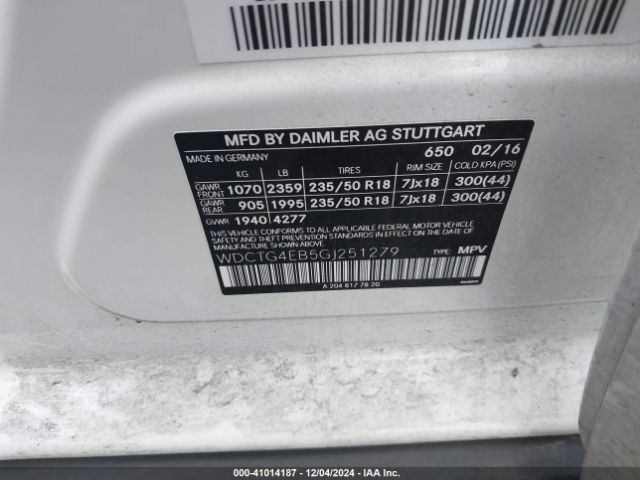 MFD BY DAIMLER AG STUTTGART
MADE IN GERMANY 650 02/16
KG LB TIRES RIM SIZE COLD KPA(PSI)
GAWR FRONT 1070 2359 235/50 R18 7Jx18 300(44)
GAWR REAR 905 1995 235/50 R18 7Jx18 300(44)
GVWR 1940 4277
THIS VEHICLE CONFORMS TO ALL APPLICABLE FEDERAL MOTOR VEHICLE
SAFETY AND THEFT PREVENTION STANDARDS IN EFFECT ON THE DATE OF
MANUFACTURE SHOWN ABOVE.
WDCTG4EB5GJ251279 TYPE: MPV
A 204 817 78 20
000-41014187 - 12/04/2024 - IAA Inc.